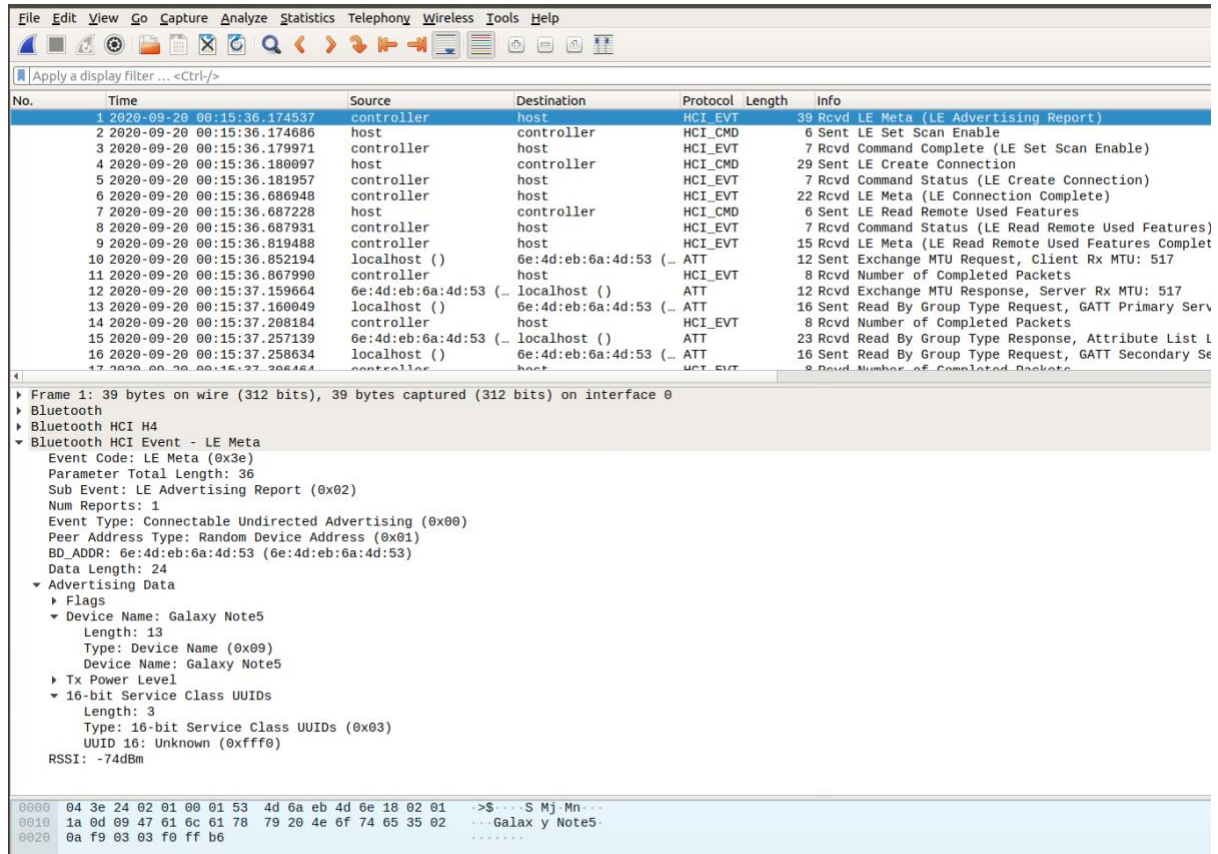 File Edit View Go Capture Analyze Statistics Telephony Wireless Tools Help
Apply a display filter ... <Ctrl-/>
No. Time Source Destination Protocol Length Info
1 2020-09-20 00:15:36.174537 controller host HCI_EVT 39 Rcvd LE Meta (LE Advertising Report)
2 2020-09-20 00:15:36.174686 host controller HCI_CMD 6 Sent LE Set Scan Enable
3 2020-09-20 00:15:36.179971 controller host HCI_EVT 7 Rcvd Command Complete (LE Set Scan Enable)
4 2020-09-20 00:15:36.180097 host controller HCI_CMD 29 Sent LE Create Connection
5 2020-09-20 00:15:36.181957 controller host HCI_EVT 7 Rcvd Command Status (LE Create Connection)
6 2020-09-20 00:15:36.686948 controller host HCI_EVT 22 Rcvd LE Meta (LE Connection Complete)
7 2020-09-20 00:15:36.687228 host controller HCI_CMD 6 Sent LE Read Remote Used Features
8 2020-09-20 00:15:36.687931 controller host HCI_EVT 7 Rcvd Command Status (LE Read Remote Used Features)
9 2020-09-20 00:15:36.819488 controller host HCI_EVT 15 Rcvd LE Meta (LE Read Remote Used Features Complet
10 2020-09-20 00:15:36.852194 localhost () 6e:4d:eb:6a:4d:53 (… ATT 12 Sent Exchange MTU Request, Client Rx MTU: 517
11 2020-09-20 00:15:36.867990 controller host HCI_EVT 8 Rcvd Number of Completed Packets
12 2020-09-20 00:15:37.159664 6e:4d:eb:6a:4d:53 (… localhost () ATT 12 Rcvd Exchange MTU Response, Server Rx MTU: 517
13 2020-09-20 00:15:37.160049 localhost () 6e:4d:eb:6a:4d:53 (… ATT 16 Sent Read By Group Type Request, GATT Primary Serv
14 2020-09-20 00:15:37.208184 controller host HCI_EVT 8 Rcvd Number of Completed Packets
15 2020-09-20 00:15:37.257139 6e:4d:eb:6a:4d:53 (… localhost () ATT 23 Rcvd Read By Group Type Response, Attribute List L
16 2020-09-20 00:15:37.258634 localhost () 6e:4d:eb:6a:4d:53 (… ATT 16 Sent Read By Group Type Request, GATT Secondary Se
17 2020-09-20 00:15:37.306464 controller host HCI_EVT 8 Rcvd Number of Completed Packets
Frame 1: 39 bytes on wire (312 bits), 39 bytes captured (312 bits) on interface 0
Bluetooth
Bluetooth HCI H4
Bluetooth HCI Event - LE Meta
Event Code: LE Meta (0x3e)
Parameter Total Length: 36
Sub Event: LE Advertising Report (0x02)
Num Reports: 1
Event Type: Connectable Undirected Advertising (0x00)
Peer Address Type: Random Device Address (0x01)
BD_ADDR: 6e:4d:eb:6a:4d:53 (6e:4d:eb:6a:4d:53)
Data Length: 24
Advertising Data
Flags
Device Name: Galaxy Note5
Length: 13
Type: Device Name (0x09)
Device Name: Galaxy Note5
Tx Power Level
16-bit Service Class UUIDs
Length: 3
Type: 16-bit Service Class UUIDs (0x03)
UUID 16: Unknown (0xfff0)
RSSI: -74dBm
0000 04 3e 24 02 01 00 01 53 4d 6a eb 4d 6e 18 02 01 ·>$····S Mj·Mn···
0010 1a 0d 09 47 61 6c 61 78 79 20 4e 6f 74 65 35 02 ···Galax y Note5·
0020 0a f9 03 03 f0 ff b6 ·······